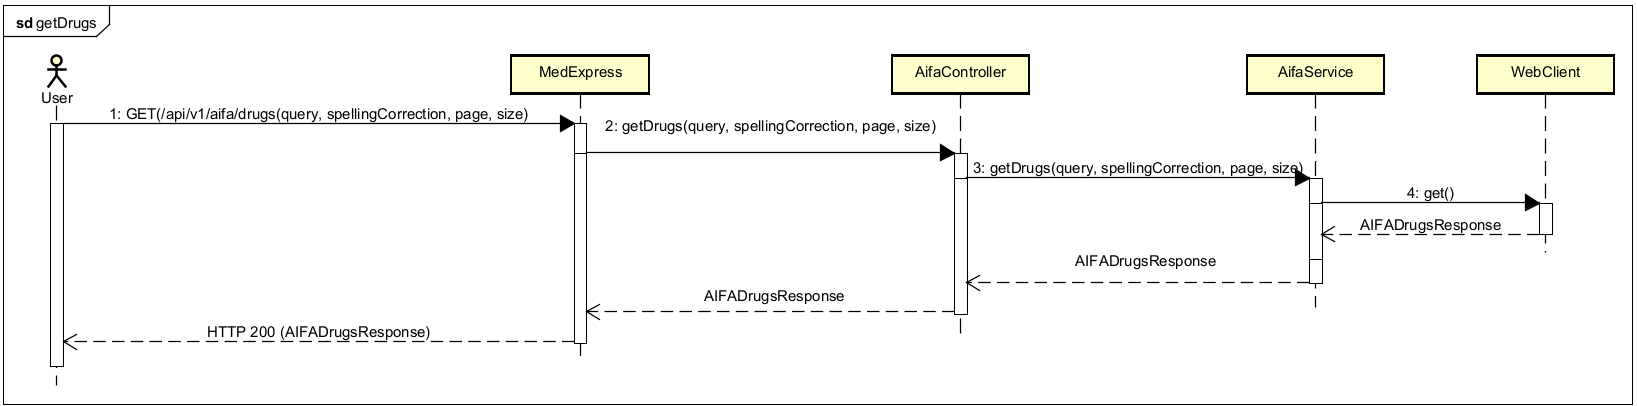 sd getDrugs
User
MedExpress
AifaController
AifaService
WebClient
1: GET(/api/v1/aifa/drugs(query, spellingCorrection, page, size)
2: getDrugs(query, spellingCorrection, page, size)
3: getDrugs(query, spellingCorrection, page, size)
4: get()
AIFADrugsResponse
AIFADrugsResponse
AIFADrugsResponse
HTTP 200 (AIFADrugsResponse)